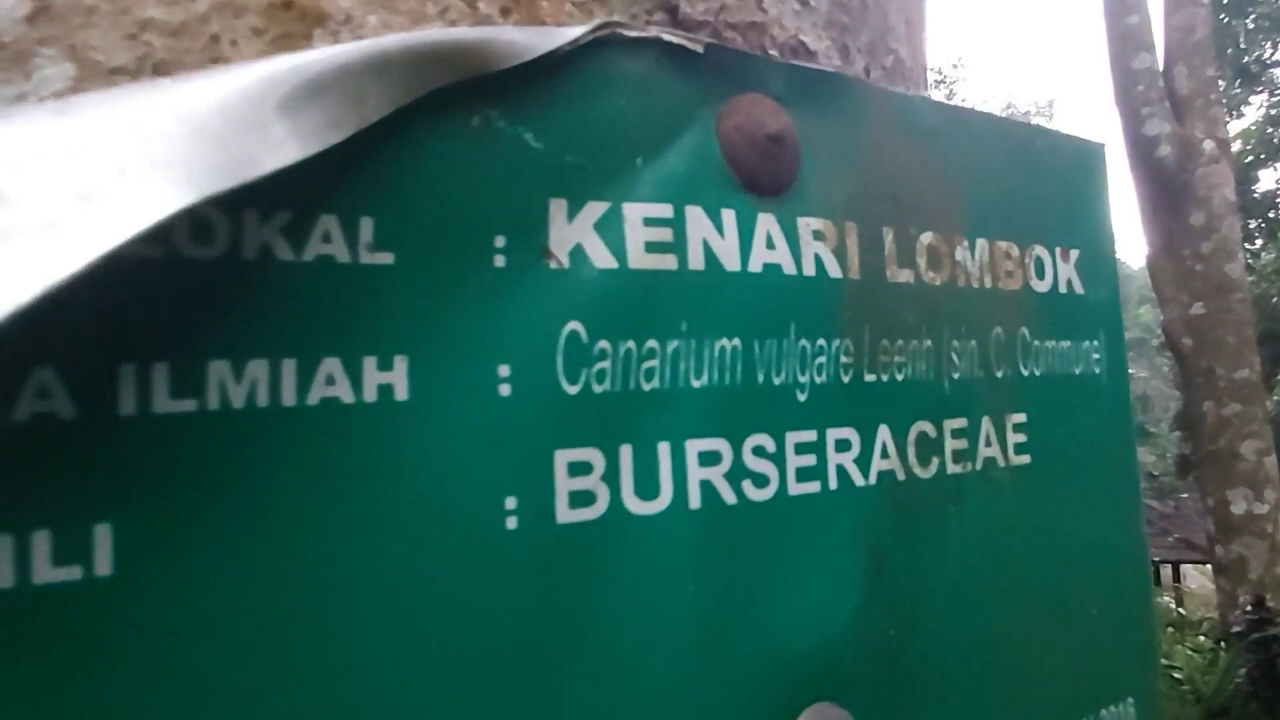 LOKAL : KENARI LOMBOK
A ILMIAH : Canarium vulgare Leenh (sin. C. Commune)
ILI : BURSERACEAE